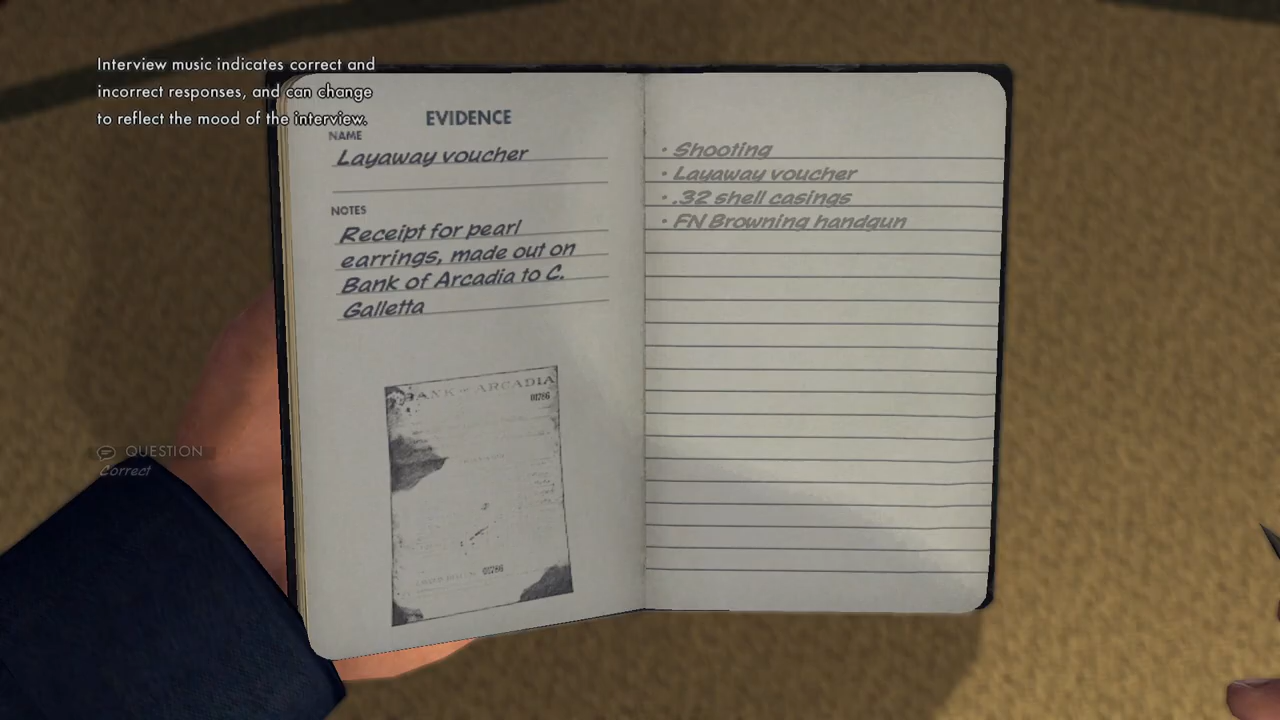 Interview music indicates correct and
incorrect responses, and can change
to reflect the mood of the interview.
EVIDENCE
NAME
Layaway voucher
NOTES
Receipt for pearl
earrings, made out on
Bank of Arcadia to C.
Galletta
BANK OF ARCADIA
01786
01786
• Shooting
• Layaway voucher
• .32 shell casings
• FN Browning handgun
QUESTION
Correct